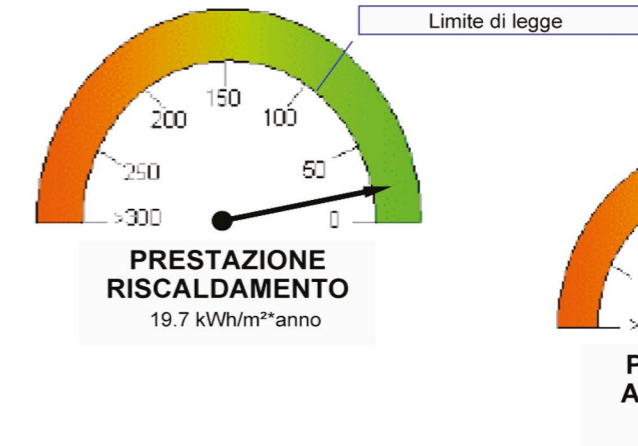 Limite di legge
150
200
100
250
50
>300
0
PRESTAZIONE
RISCALDAMENTO
19.7 kWh/m²*anno
>
P
A